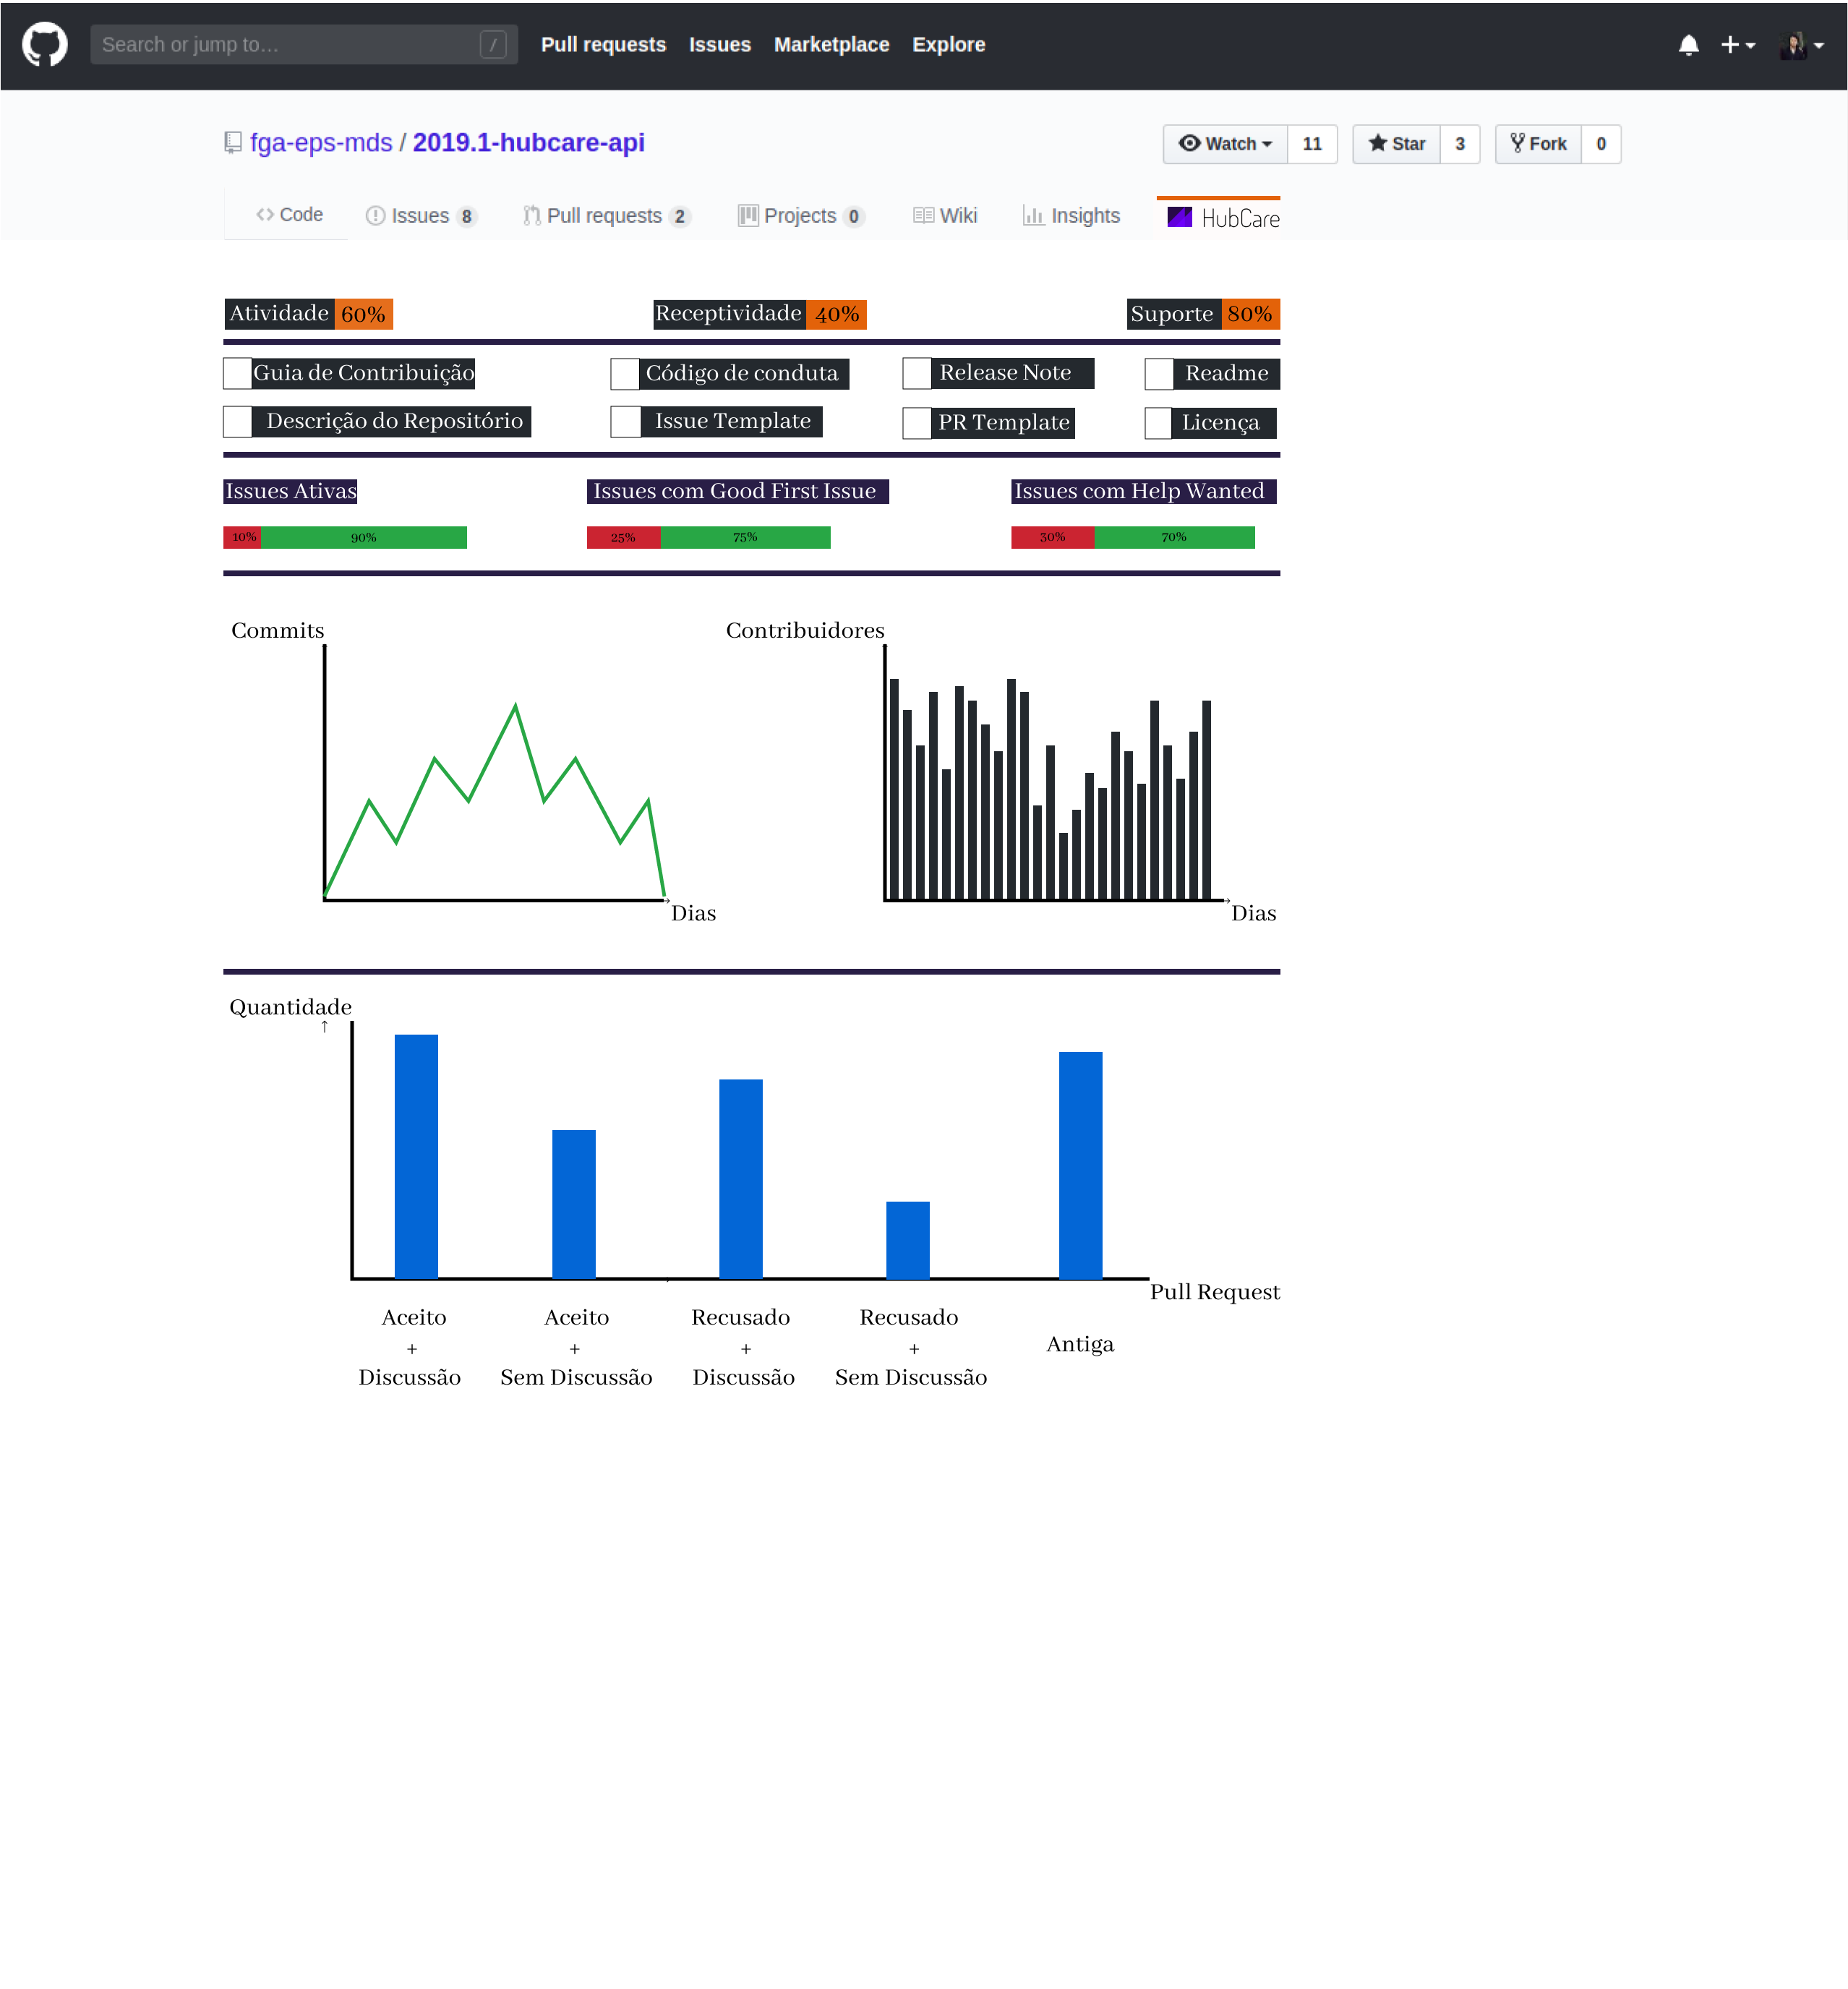 Search or jump to… / Pull requests Issues Marketplace Explore
fga-eps-mds / 2019.1-hubcare-api Watch 11 Star 3 Fork 0
Code Issues 8 Pull requests 2 Projects 0 Wiki Insights HubCare
Atividade 60% Receptividade 40% Suporte 80%
Guia de Contribuição Código de conduta Release Note Readme
Descrição do Repositório Issue Template PR Template Licença
Issues Ativas Issues com Good First Issue Issues com Help Wanted
10% 90% 25% 75% 30% 70%
Commits Contribuidores
Dias Dias
Quantidade
Pull Request
Aceito Aceito Recusado Recusado
+ + + + Antiga
Discussão Sem Discussão Discussão Sem Discussão